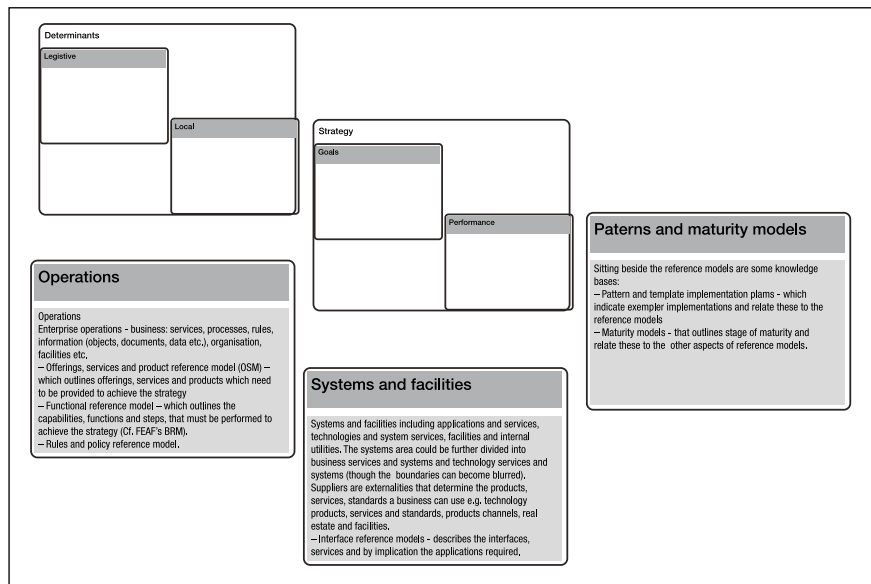 Determinants
Legistive
Local
Strategy
Goals
Performance
Paterns and maturity models
Sitting beside the reference models are some knowledge
bases:
– Pattern and template implementation plams - which
indicate exempler implementations and relate these to the
reference models
– Maturity models - that outlines stage of maturity and
relate these to the other aspects of reference models.
Operations
Operations
Enterprise operations - business: services, processes, rules,
information (objects, documents, data etc.), organisation,
facilities etc.
– Offerings, services and product reference model (OSM) –
which outlines offerings, services and products which need
to be provided to achieve the strategy
– Functional reference model – which outlines the
capabilities, functions and steps, that must be performed to
achieve the strategy (Cf. FEAF's BRM).
– Rules and policy reference model.
Systems and facilities
Systems and facilities including applications and services,
technologies and system services, facilities and internal
utilities. The systems area could be further divided into
business services and systems and technology services and
systems (though the boundaries can become blurred).
Suppliers are externalities that determine the products,
services, standards a business can use e.g. technology
products, services and standards, products channels, real
estate and facilities.
– Interface reference models - describes the interfaces,
services and by implication the applications required.